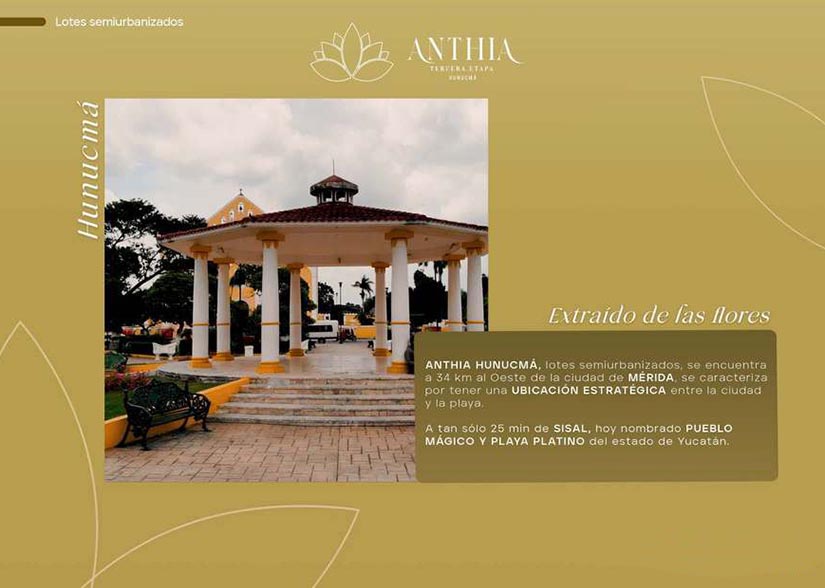 Lotes semiurbanizados
ANTHIA
TERCERA ETAPA
HUNUCMÁ
Hunucmá
Extraído de las flores
ANTHIA HUNUCMÁ, lotes semiurbanizados, se encuentra
a 34 km al Oeste de la ciudad de MÉRIDA, se caracteriza
por tener una UBICACIÓN ESTRATÉGICA entre la ciudad
y la playa.
A tan sólo 25 min de SISAL, hoy nombrado PUEBLO
MÁGICO Y PLAYA PLATINO del estado de Yucatán.